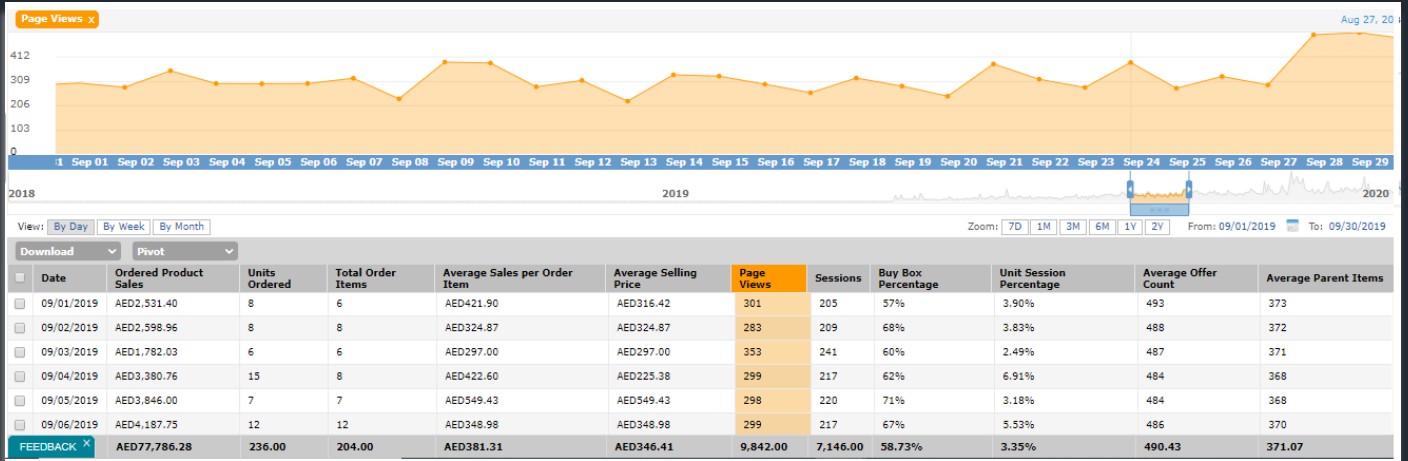 Page Views x
Aug 27, 20
412
309
206
103
0
Sep 01 Sep 02 Sep 03 Sep 04 Sep 05 Sep 06 Sep 07 Sep 08 Sep 09 Sep 10 Sep 11 Sep 12 Sep 13 Sep 14 Sep 15 Sep 16 Sep 17 Sep 18 Sep 19 Sep 20 Sep 21 Sep 22 Sep 23 Sep 24 Sep 25 Sep 26 Sep 27 Sep 28 Sep 29
2018 2019 2020
View: By Day By Week By Month Zoom: 7D 1M 3M 6M 1Y 2Y From: 09/01/2019 To: 09/30/2019
Download Pivot
Date Ordered Product Sales Units Ordered Total Order Items Average Sales per Order Item Average Selling Price Page Views Sessions Buy Box Percentage Unit Session Percentage Average Offer Count Average Parent Items
09/01/2019 AED2,531.40 8 6 AED421.90 AED316.42 301 205 57% 3.90% 493 373
09/02/2019 AED2,598.96 8 8 AED324.87 AED324.87 283 209 68% 3.83% 488 372
09/03/2019 AED1,782.03 6 6 AED297.00 AED297.00 353 241 60% 2.49% 487 371
09/04/2019 AED3,380.76 15 8 AED422.60 AED225.38 299 217 62% 6.91% 484 368
09/05/2019 AED3,846.00 7 7 AED549.43 AED549.43 298 220 71% 3.18% 484 368
09/06/2019 AED4,187.75 12 12 AED348.98 AED348.98 299 217 67% 5.53% 486 370
FEEDBACK X AED77,786.28 236.00 204.00 AED381.31 AED346.41 9,842.00 7,146.00 58.73% 3.35% 490.43 371.07